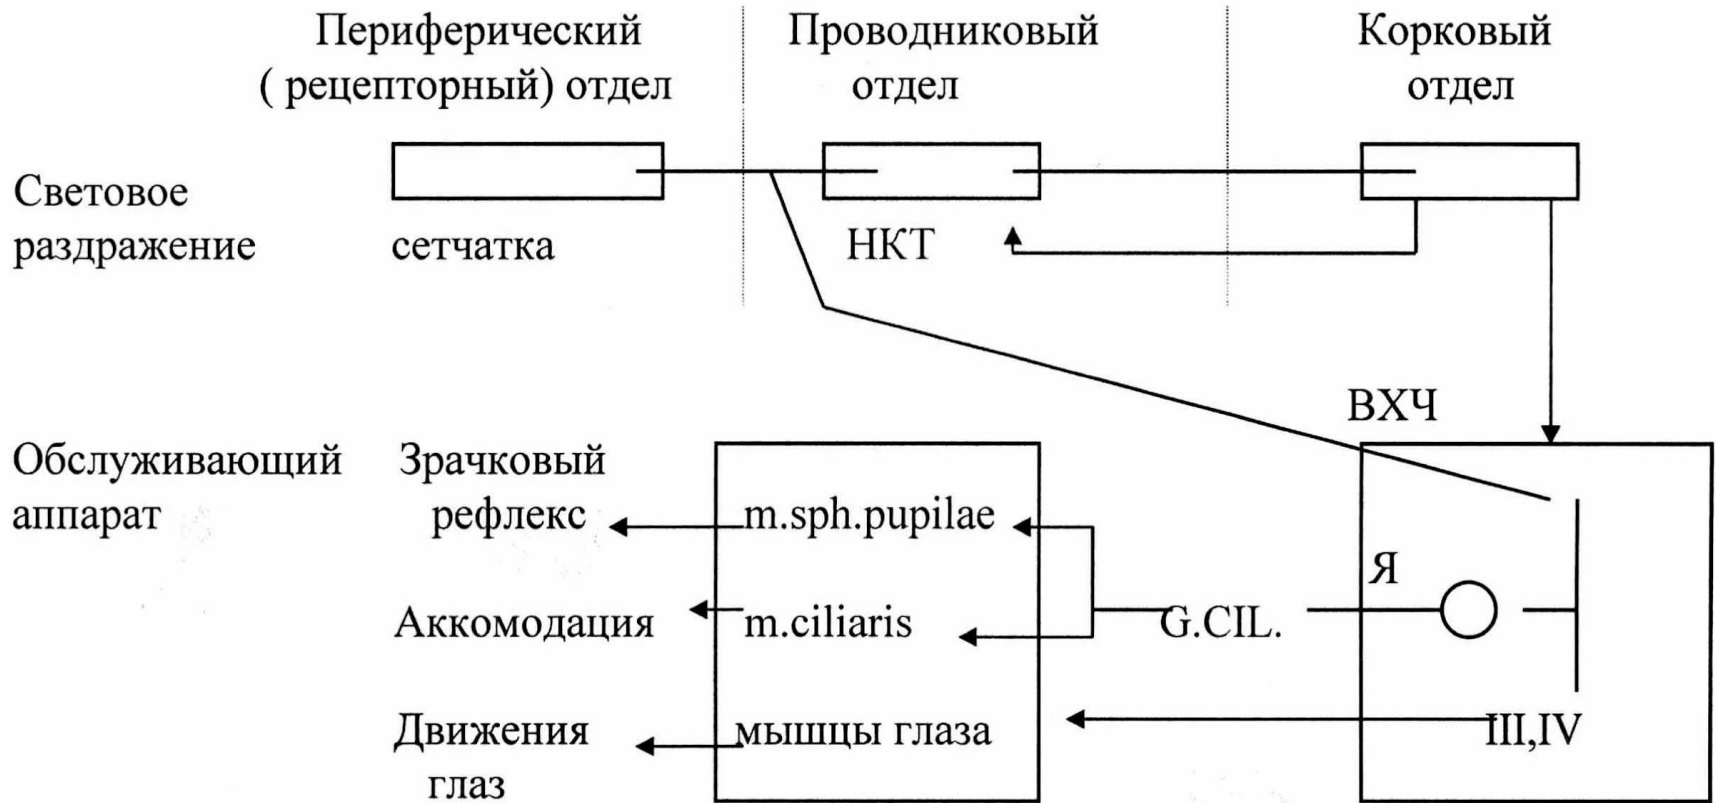 Периферический
( рецепторный) отдел
Проводниковый
отдел
Корковый
отдел
Световое
раздражение
сетчатка
НКТ
ВХЧ
Обслуживающий
аппарат
Зрачковый
рефлекс
m.sph.pupilae
Я
Аккомодация
m.ciliaris
G.CIL.
Движения
глаз
мышцы глаза
III,IV